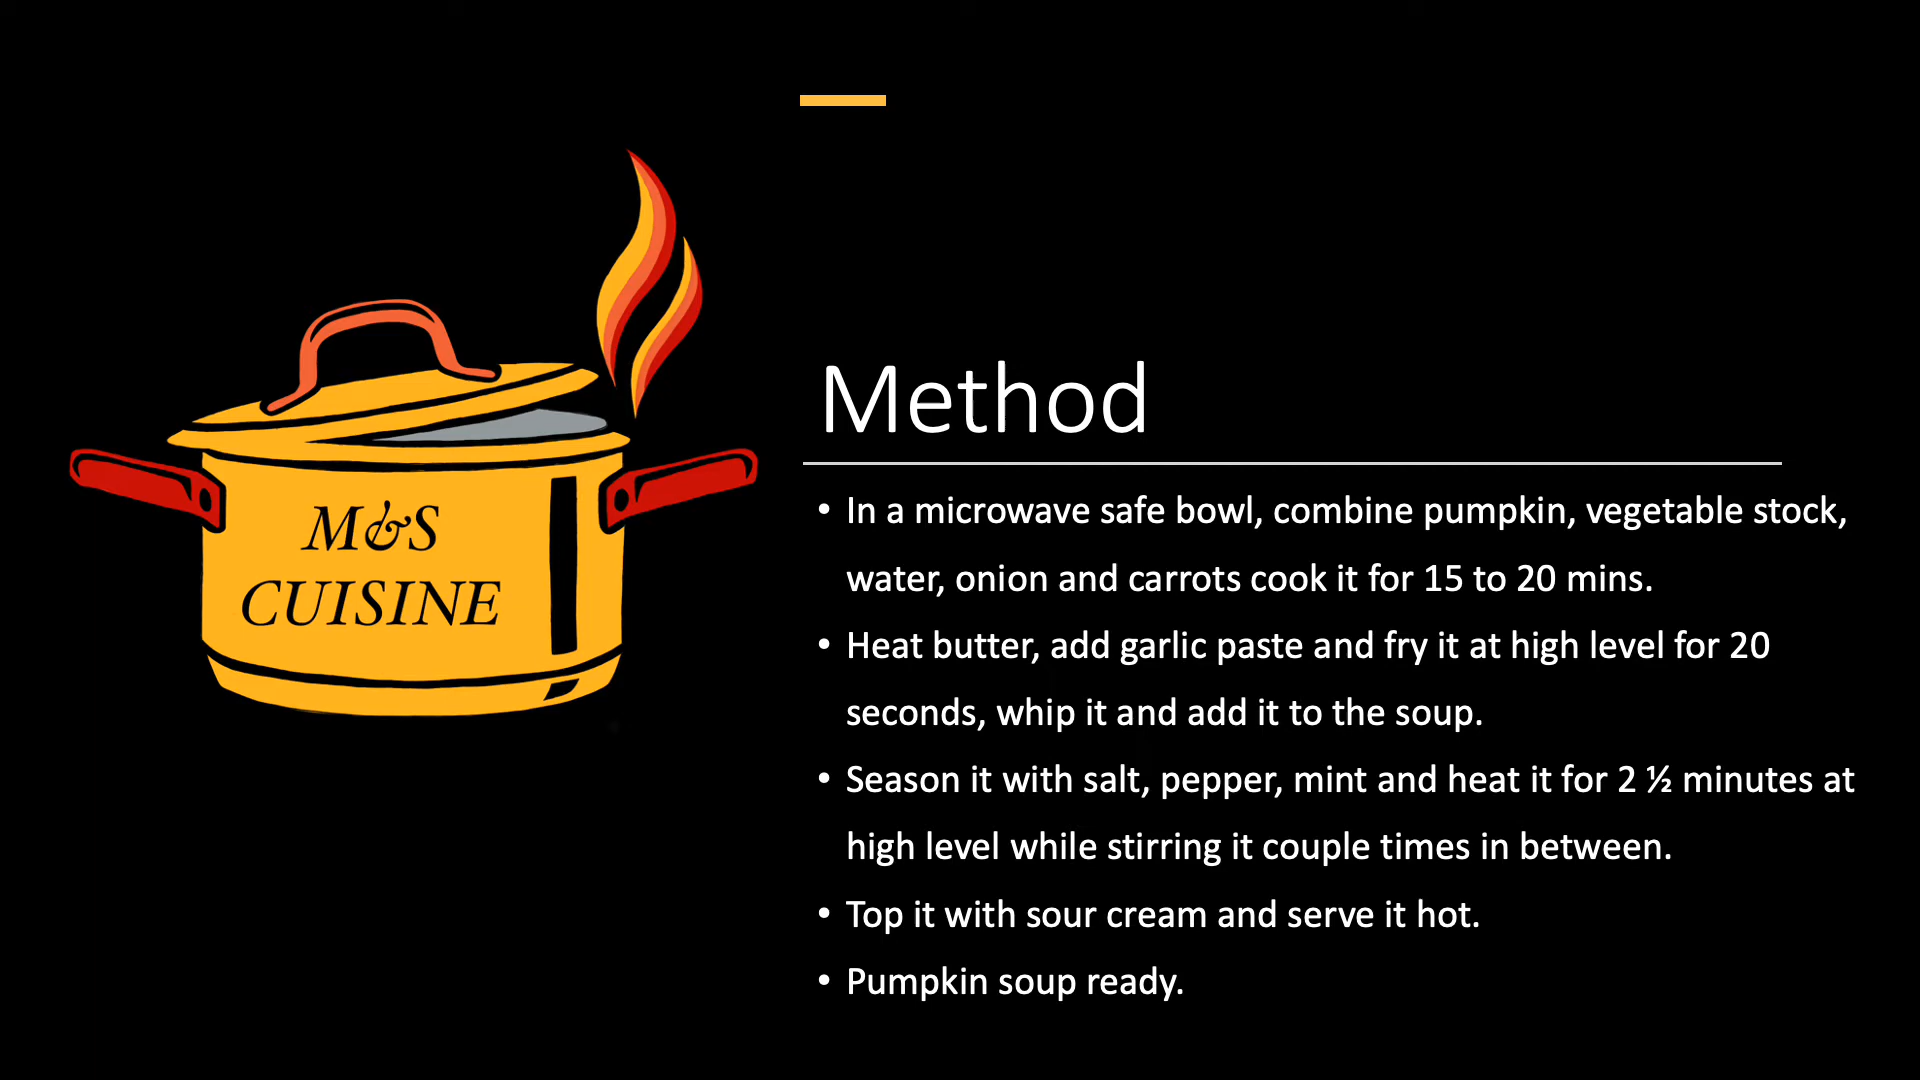 M&S
CUISINE
Method
• In a microwave safe bowl, combine pumpkin, vegetable stock,
water, onion and carrots cook it for 15 to 20 mins.
• Heat butter, add garlic paste and fry it at high level for 20
seconds, whip it and add it to the soup.
• Season it with salt, pepper, mint and heat it for 2 ½ minutes at
high level while stirring it couple times in between.
• Top it with sour cream and serve it hot.
• Pumpkin soup ready.